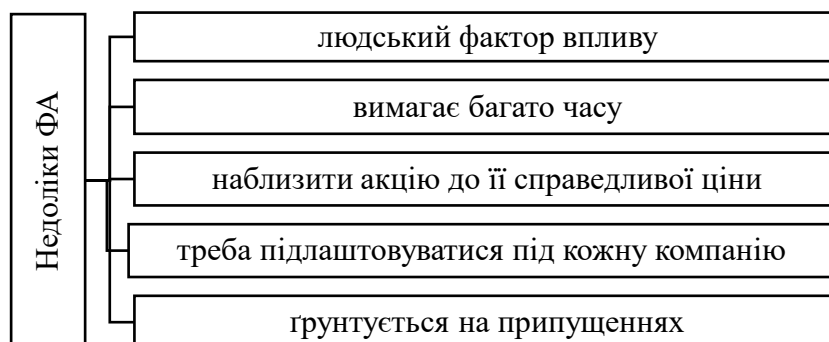 Недоліки ФА
людський фактор впливу
вимагає багато часу
наблизити акцію до її справедливої ціни
треба підлаштовуватися під кожну компанію
ґрунтується на припущеннях